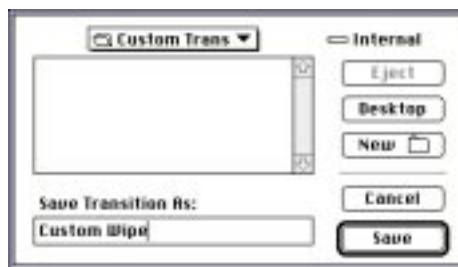 Custom Trans
Internal
Eject
Desktop
New
Save Transition As:
Cancel
Custom Wipe
Save